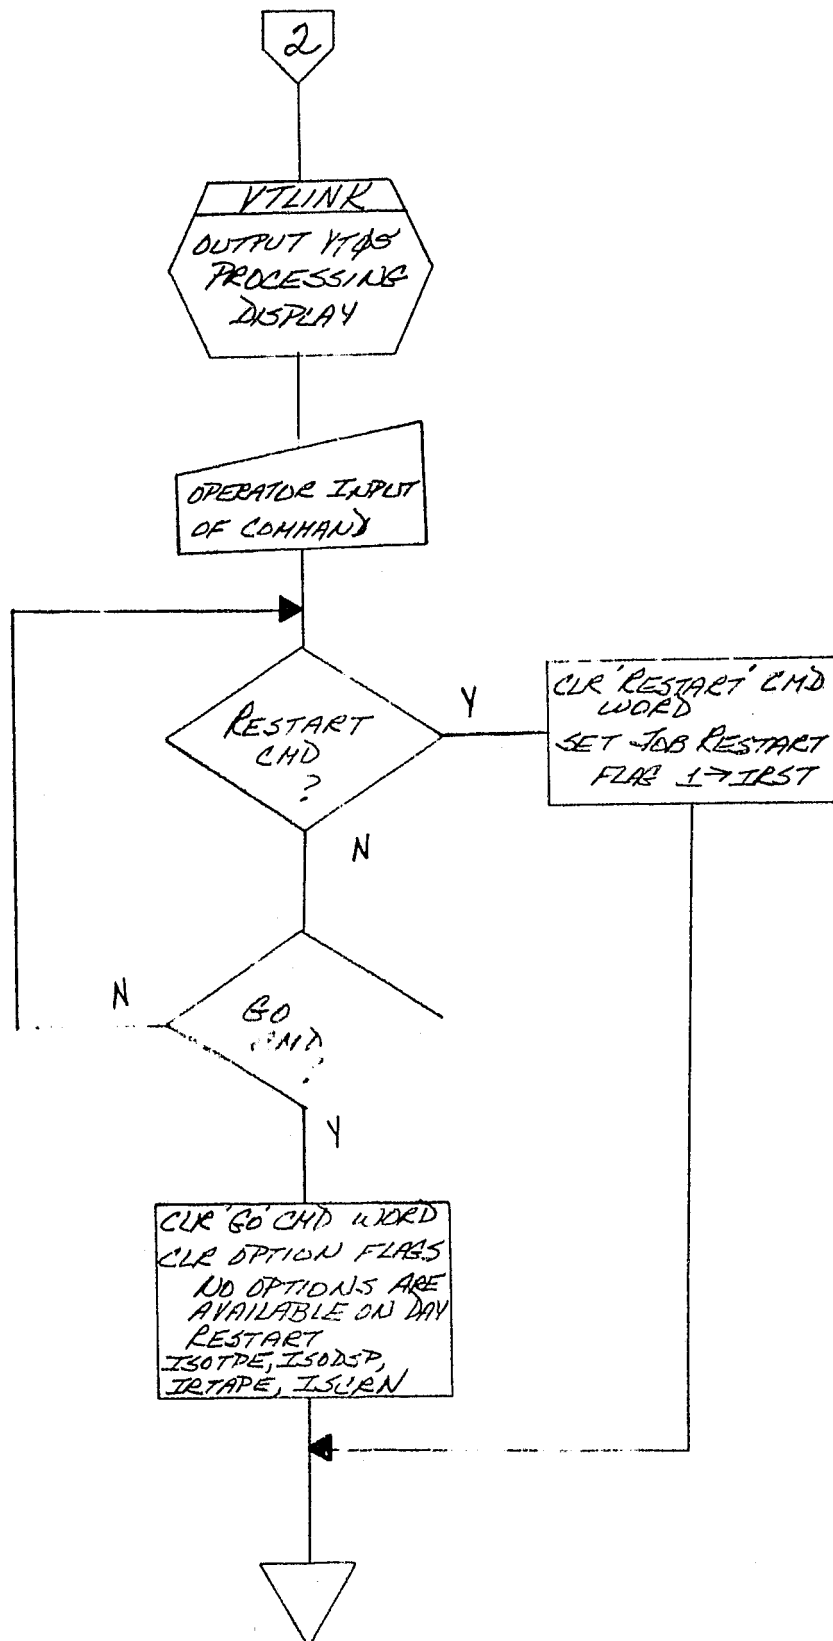 2
VTLINK
OUTPUT VTØ5
PROCESSING
DISPLAY
OPERATOR INPUT
OF COMMAND
RESTART
CMD
?
Y
CLR 'RESTART' CMD
WORD
SET JOB RESTART
FLAG 1→IRST
N
GO
CMD
?
N
Y
CLR 'GO' CMD WORD
CLR OPTION FLAGS
NO OPTIONS ARE
AVAILABLE ON DAY
RESTART
ISOTPE, ISODSP,
IRTAPE, ISCRN